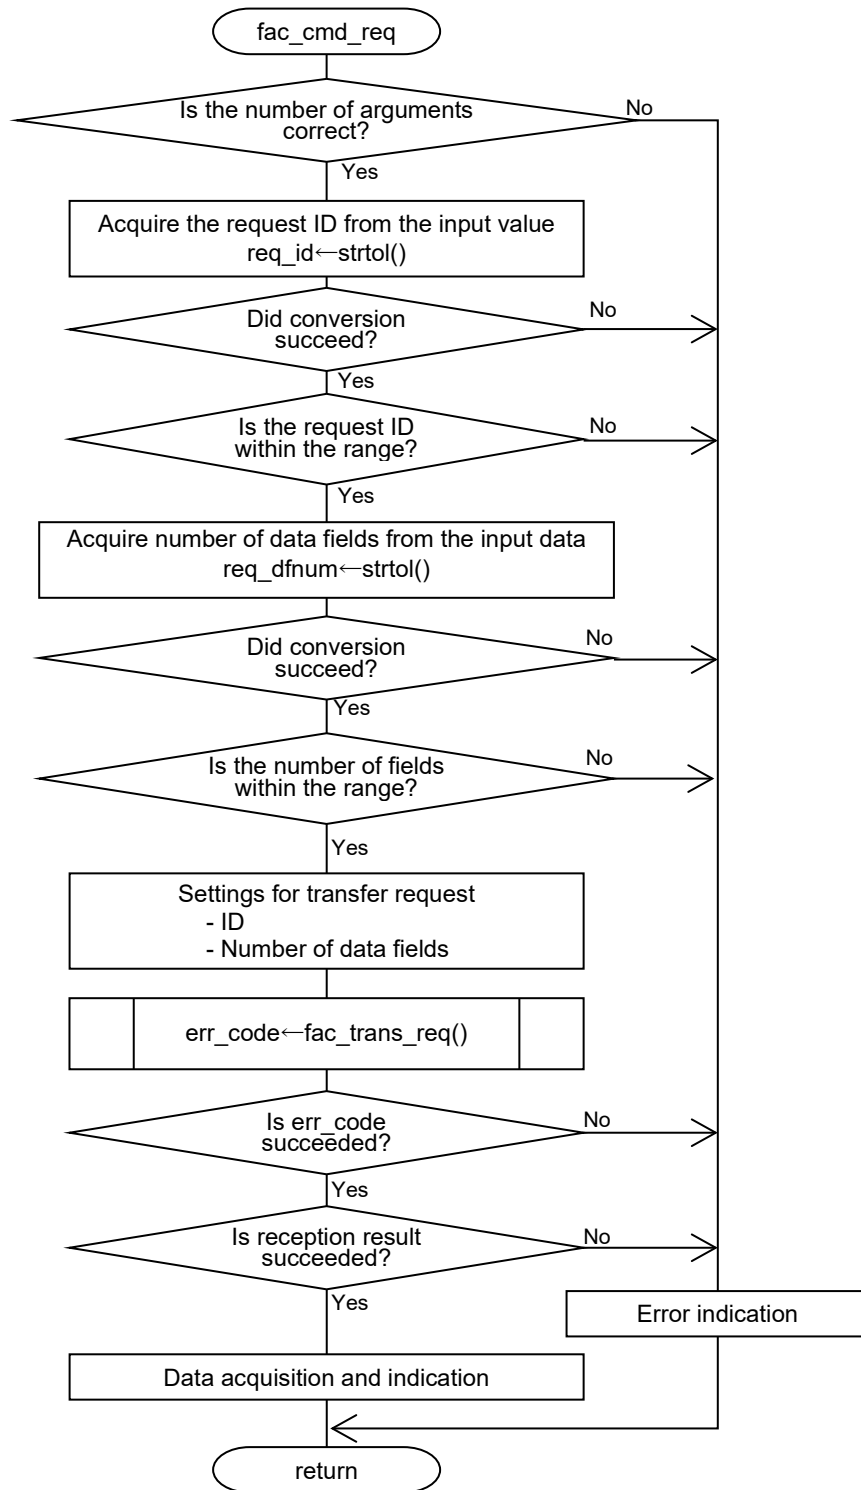 fac_cmd_req
Is the number of arguments
correct?
No
Yes
Acquire the request ID from the input value
req_id←strtol()
Did conversion
succeed?
No
Yes
Is the request ID
within the range?
No
Yes
Acquire number of data fields from the input data
req_dfnum←strtol()
Did conversion
succeed?
No
Yes
Is the number of fields
within the range?
No
Yes
Settings for transfer request
- ID
- Number of data fields
err_code←fac_trans_req()
Is err_code
succeeded?
No
Yes
Is reception result
succeeded?
No
Yes
Error indication
Data acquisition and indication
return